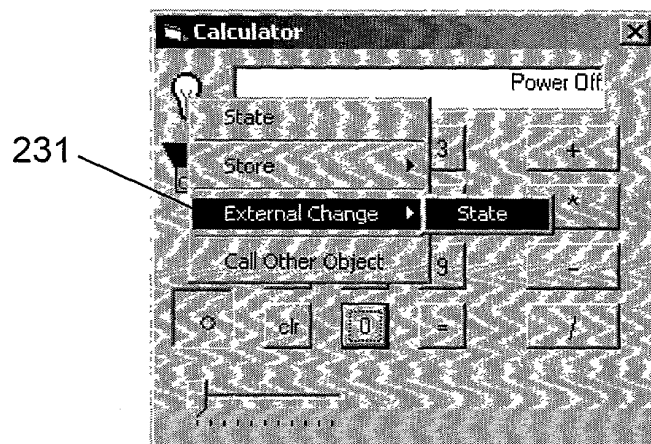 Calculator
Power Off
State
231
Store
3
+
External Change
State
*
Call Other Object
9
-
clr
0
=
/